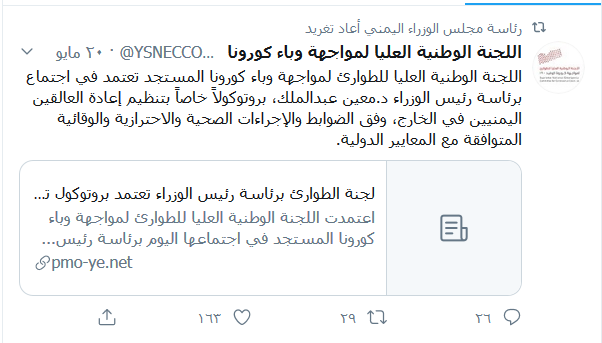 رئاسة مجلس الوزراء اليمني أعاد تغريد
اللجنة الوطنية العليا لمواجهة وباء كورونا @YSNECCO... · ٢٠ مايو
اللجنة الوطنية العليا للطوارئ لمواجهة وباء كورونا المستجد تعتمد في اجتماع
برئاسة رئيس الوزراء د.معين عبدالملك، بروتوكولاً خاصاً بتنظيم إعادة العالقين
اليمنيين في الخارج، وفق الضوابط والإجراءات الصحية والاحترازية والوقائية
المتوافقة مع المعايير الدولية.
لجنة الطوارئ برئاسة رئيس الوزراء تعتمد بروتوكول تـ...
اعتمدت اللجنة الوطنية العليا للطوارئ لمواجهة وباء
كورونا المستجد في اجتماعها اليوم برئاسة رئيس...
pmo-ye.net
٢٦ ٢٩ ١٦٣